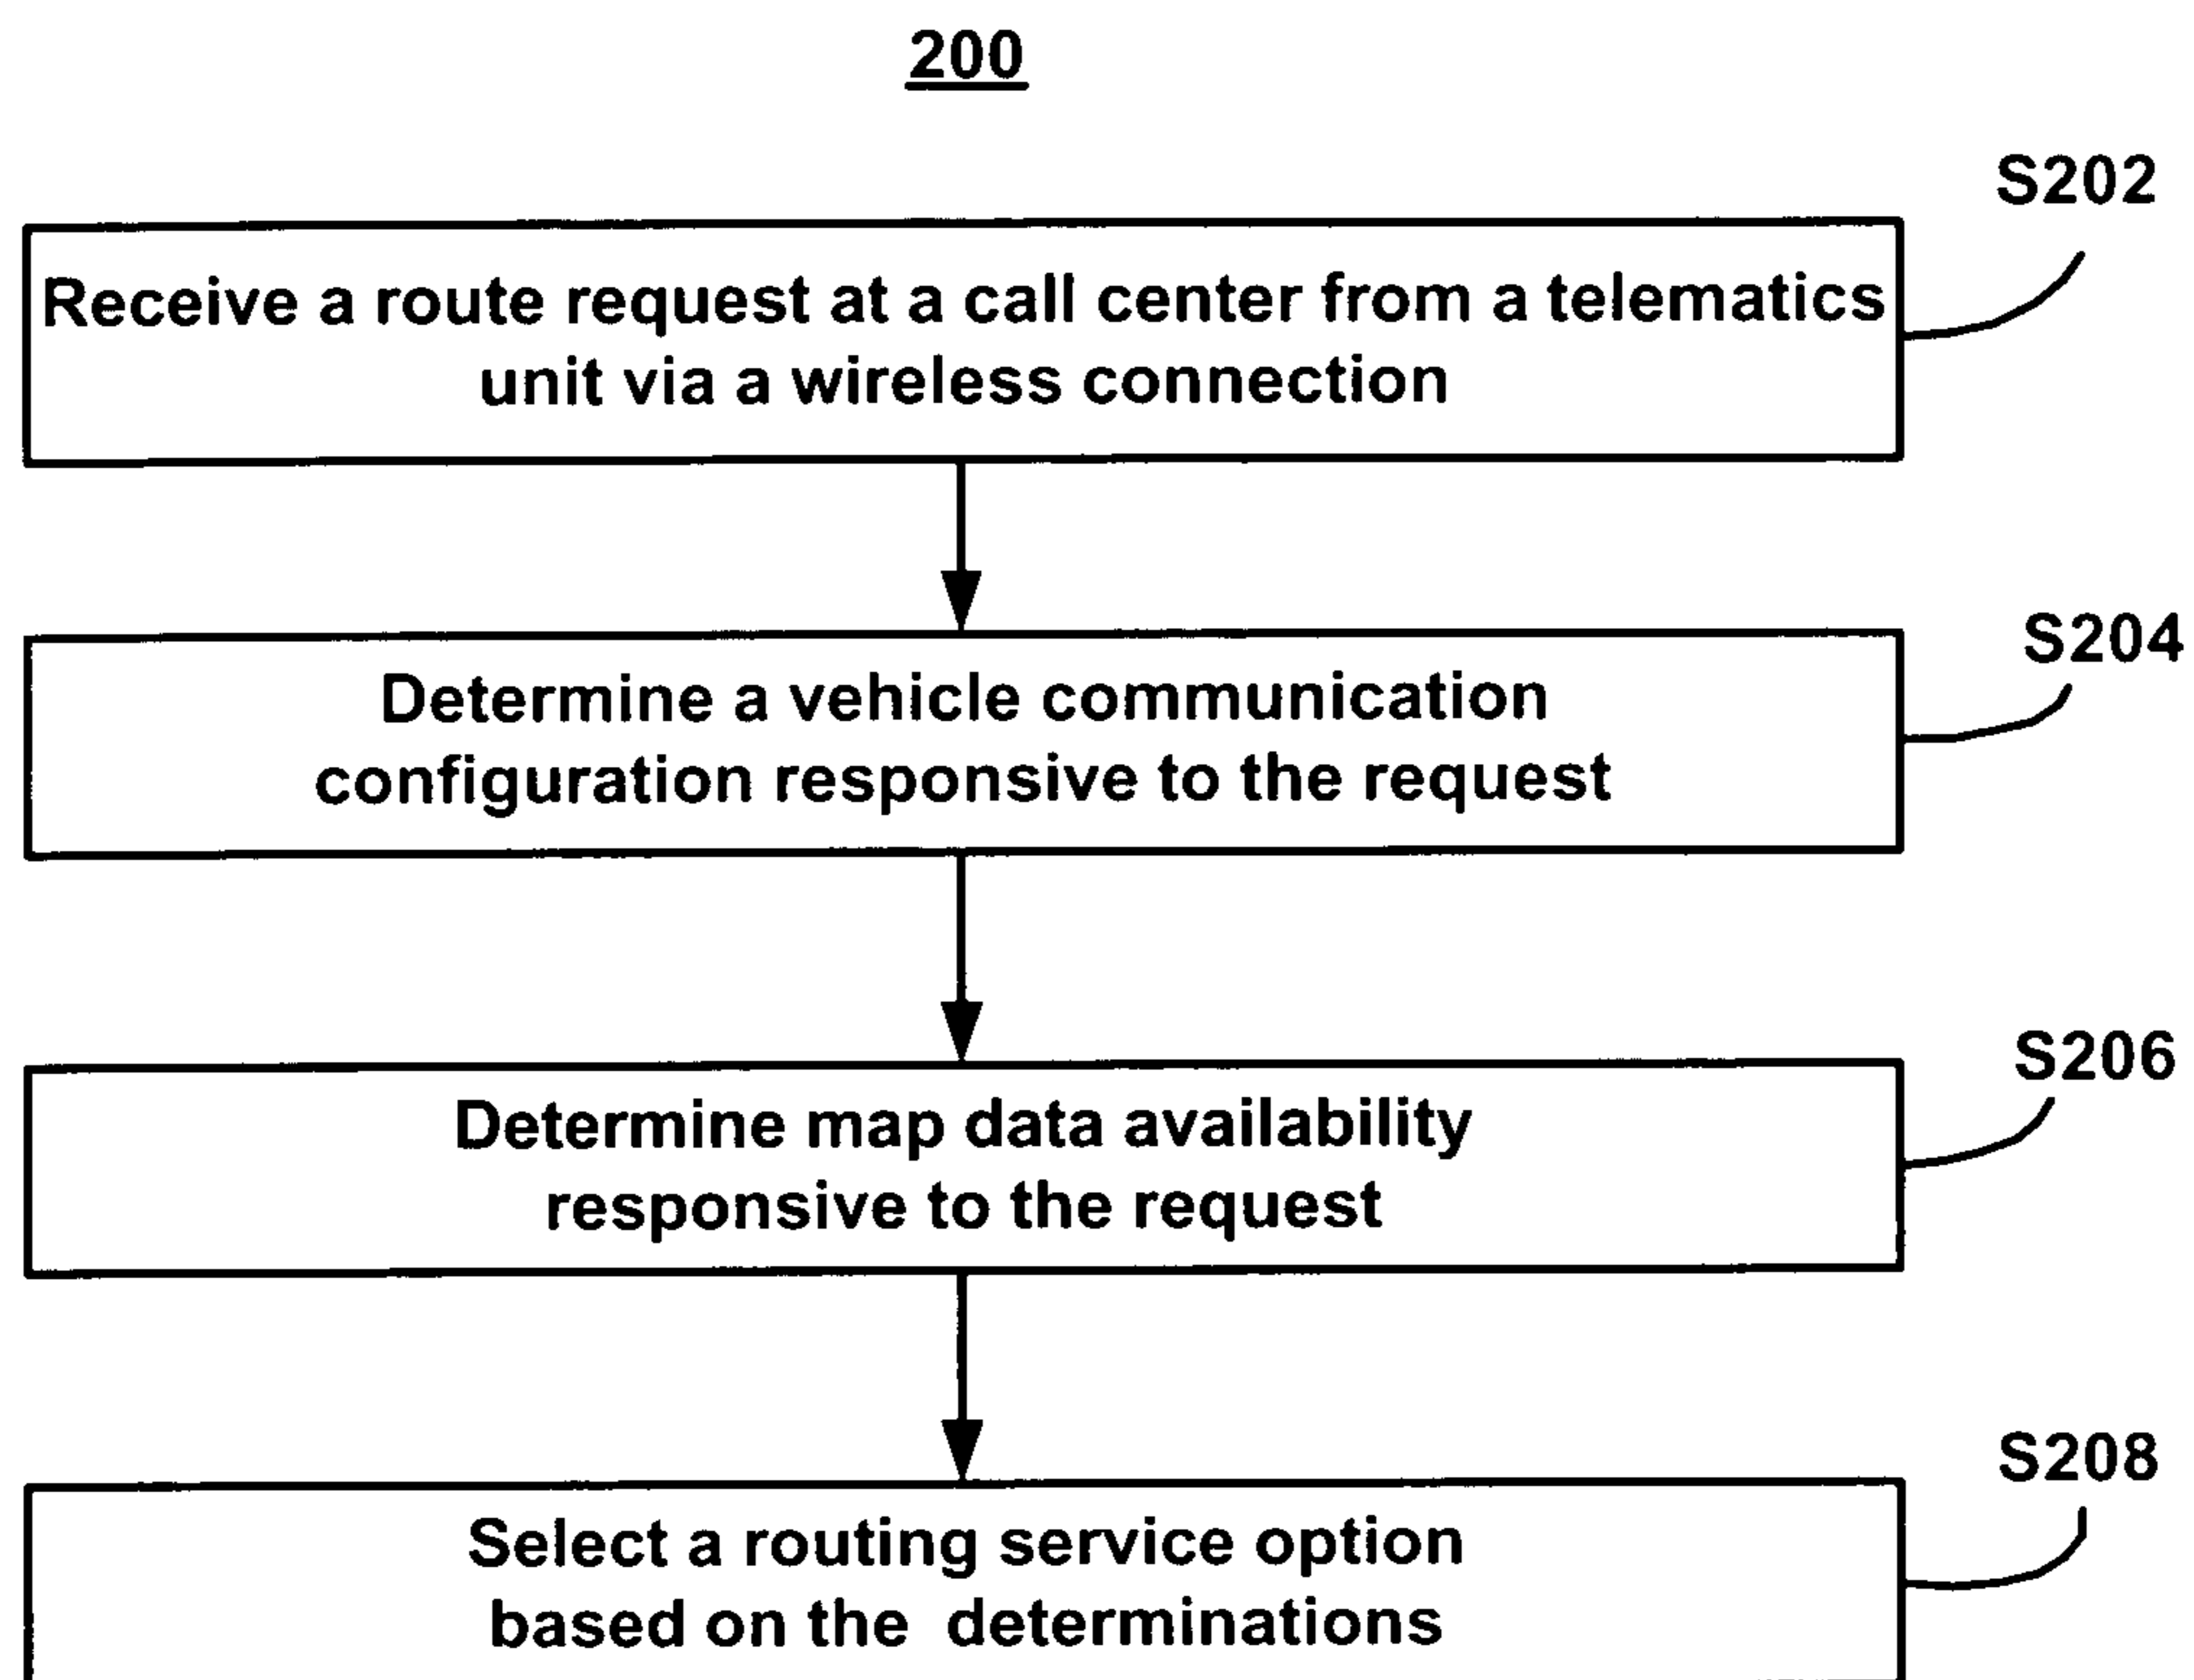 200
S202
Receive a route request at a call center from a telematics
unit via a wireless connection
S204
Determine a vehicle communication
configuration responsive to the request
S206
Determine map data availability
responsive to the request
S208
Select a routing service option
based on the determinations